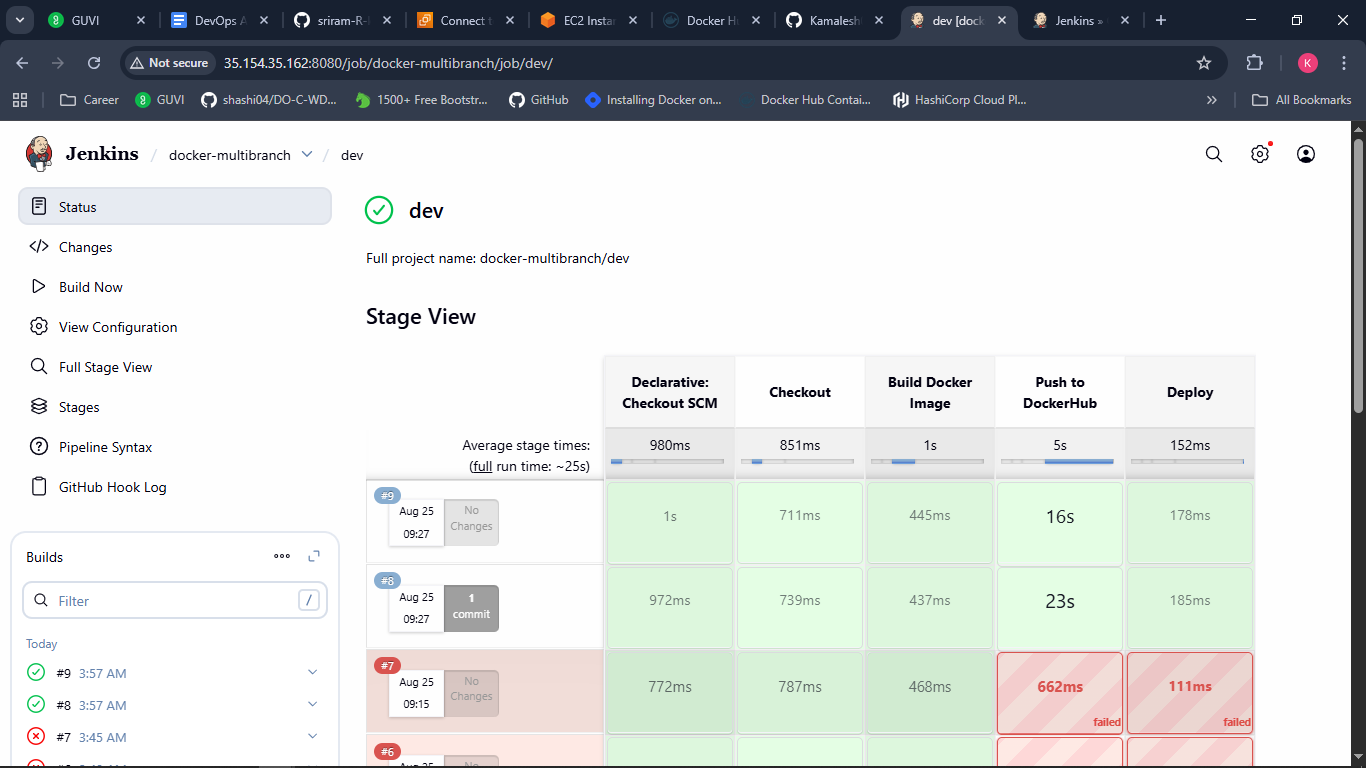 GUVI
DevOps A
sriram-R-
Connect t
EC2 Instan
Docker H
Kamalesh
dev [dock
Jenkins »
Not secure
35.154.35.162:8080/job/docker-multibranch/job/dev/
K
Career
GUVI
shashi04/DO-C-WD...
1500+ Free Bootstr...
GitHub
Installing Docker on...
Docker Hub Contai...
HashiCorp Cloud Pl...
»
All Bookmarks
Jenkins / docker-multibranch / dev
Status
Changes
Build Now
View Configuration
Full Stage View
Stages
Pipeline Syntax
GitHub Hook Log
Builds
Filter
/
Today
#9 3:57 AM
#8 3:57 AM
#7 3:45 AM
dev
Full project name: docker-multibranch/dev
Stage View
Declarative:
Checkout SCM
Checkout
Build Docker
Image
Push to
DockerHub
Deploy
Average stage times:
(full run time: ~25s)
980ms
851ms
1s
5s
152ms
#9
Aug 25
09:27
No
Changes
1s
711ms
445ms
16s
178ms
#8
Aug 25
09:27
1
commit
972ms
739ms
437ms
23s
185ms
#7
Aug 25
09:15
No
Changes
772ms
787ms
468ms
662ms
failed
111ms
failed
#6
Aug 25
No